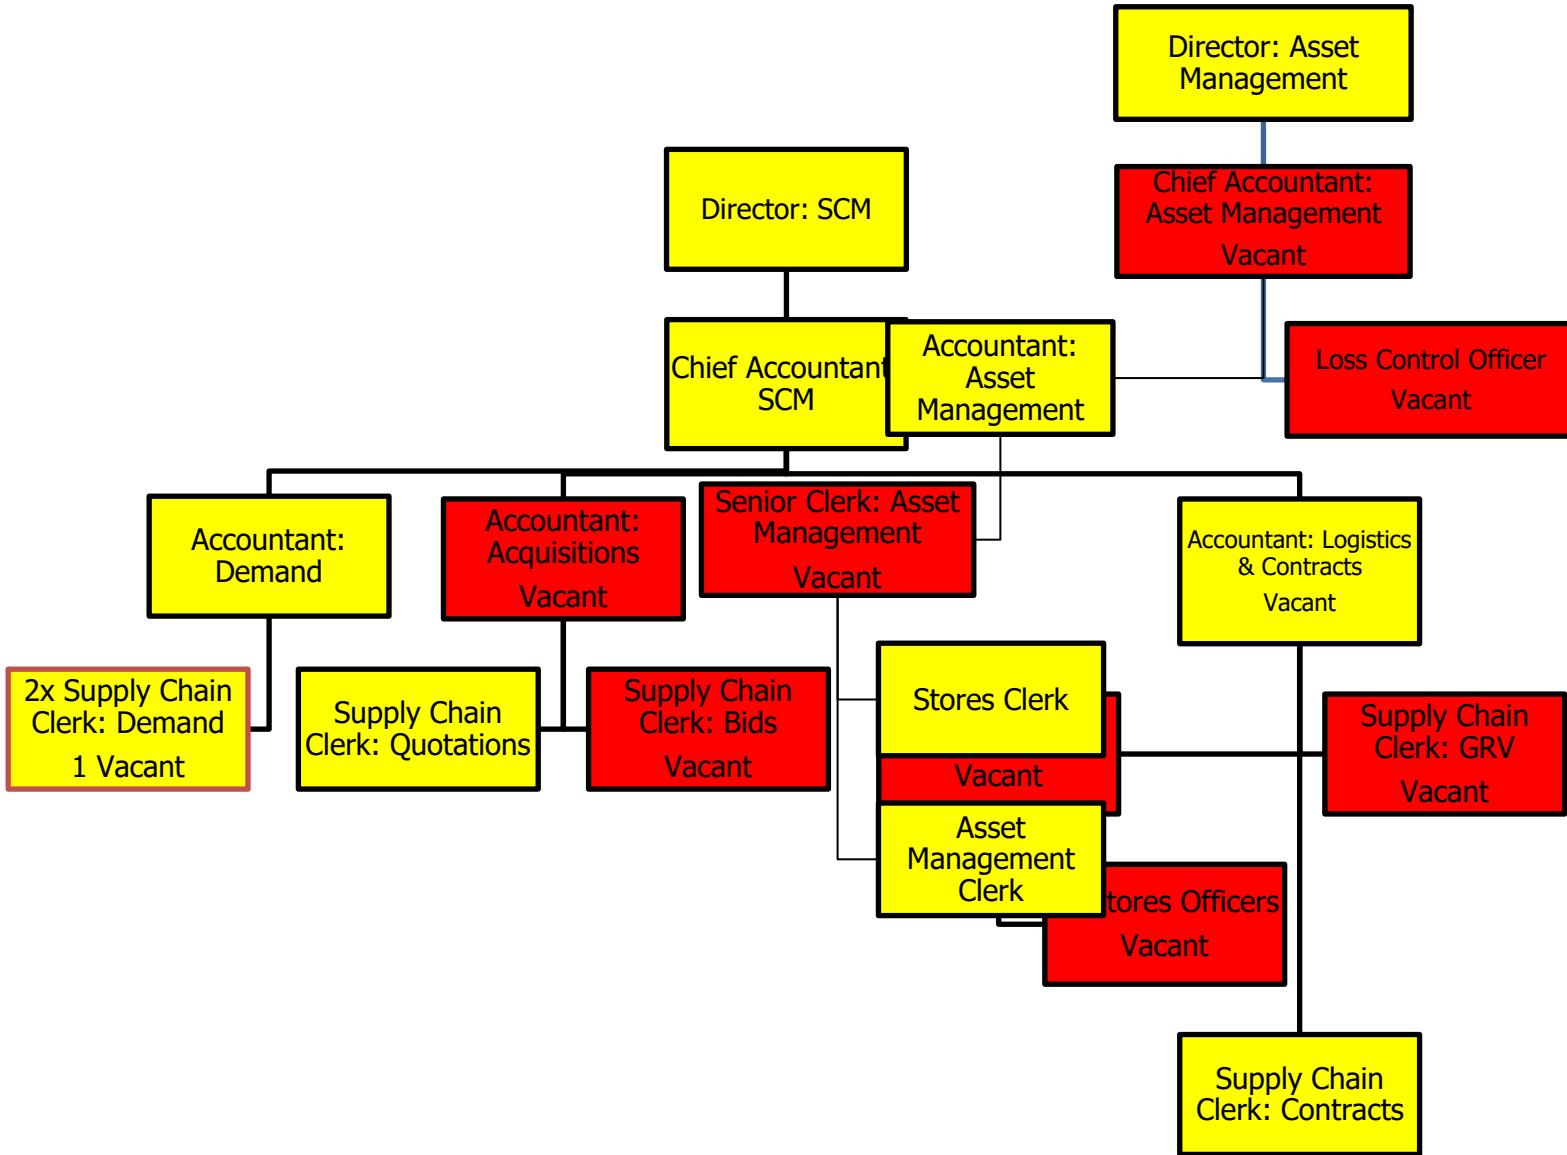 Director: Asset
Management
Chief Accountant:
Asset Management
Vacant
Director: SCM
Chief Accountant
SCM
Accountant:
Asset
Management
Loss Control Officer
Vacant
Accountant:
Demand
Accountant:
Acquisitions
Vacant
Senior Clerk: Asset
Management
Vacant
Accountant: Logistics
& Contracts
Vacant
2x Supply Chain
Clerk: Demand
1 Vacant
Supply Chain
Clerk: Quotations
Supply Chain
Clerk: Bids
Vacant
Stores Clerk
Vacant
Supply Chain
Clerk: GRV
Vacant
Asset
Management
Clerk
tores Officers
Vacant
Supply Chain
Clerk: Contracts